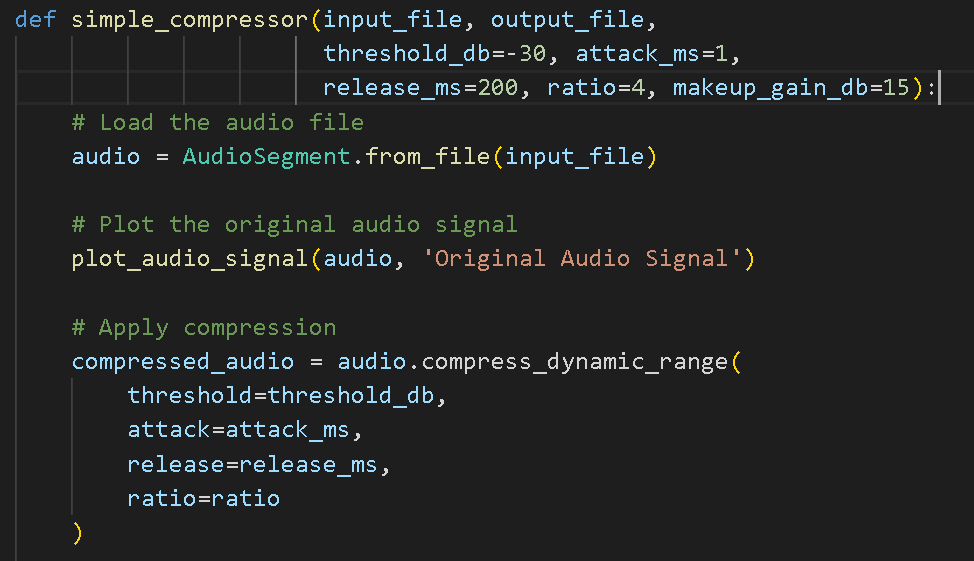 def simple_compressor(input_file, output_file,
                      threshold_db=-30, attack_ms=1,
                      release_ms=200, ratio=4, makeup_gain_db=15):
    # Load the audio file
    audio = AudioSegment.from_file(input_file)

    # Plot the original audio signal
    plot_audio_signal(audio, 'Original Audio Signal')

    # Apply compression
    compressed_audio = audio.compress_dynamic_range(
        threshold=threshold_db,
        attack=attack_ms,
        release=release_ms,
        ratio=ratio
    )